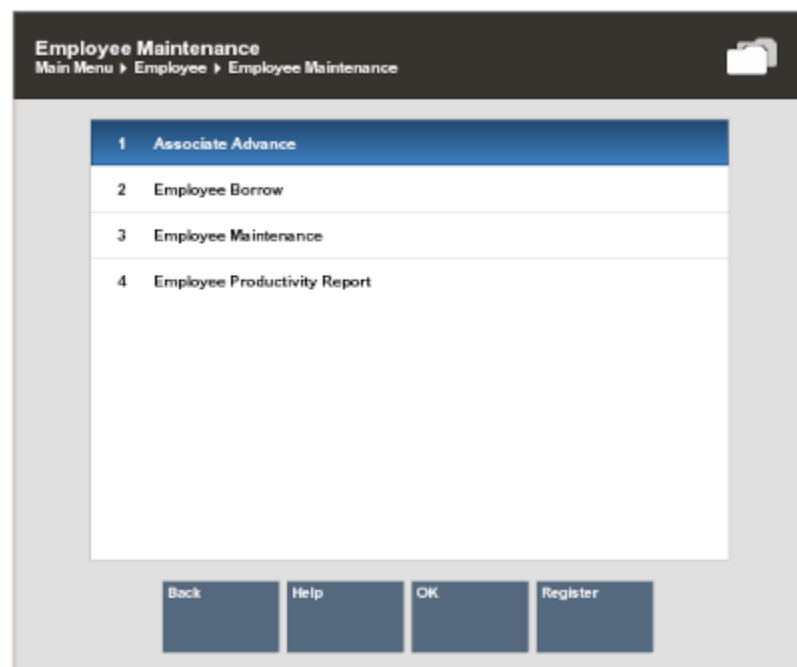 Employee Maintenance
Main Menu ▸ Employee ▸ Employee Maintenance
1 Associate Advance
2 Employee Borrow
3 Employee Maintenance
4 Employee Productivity Report
Back Help OK Register